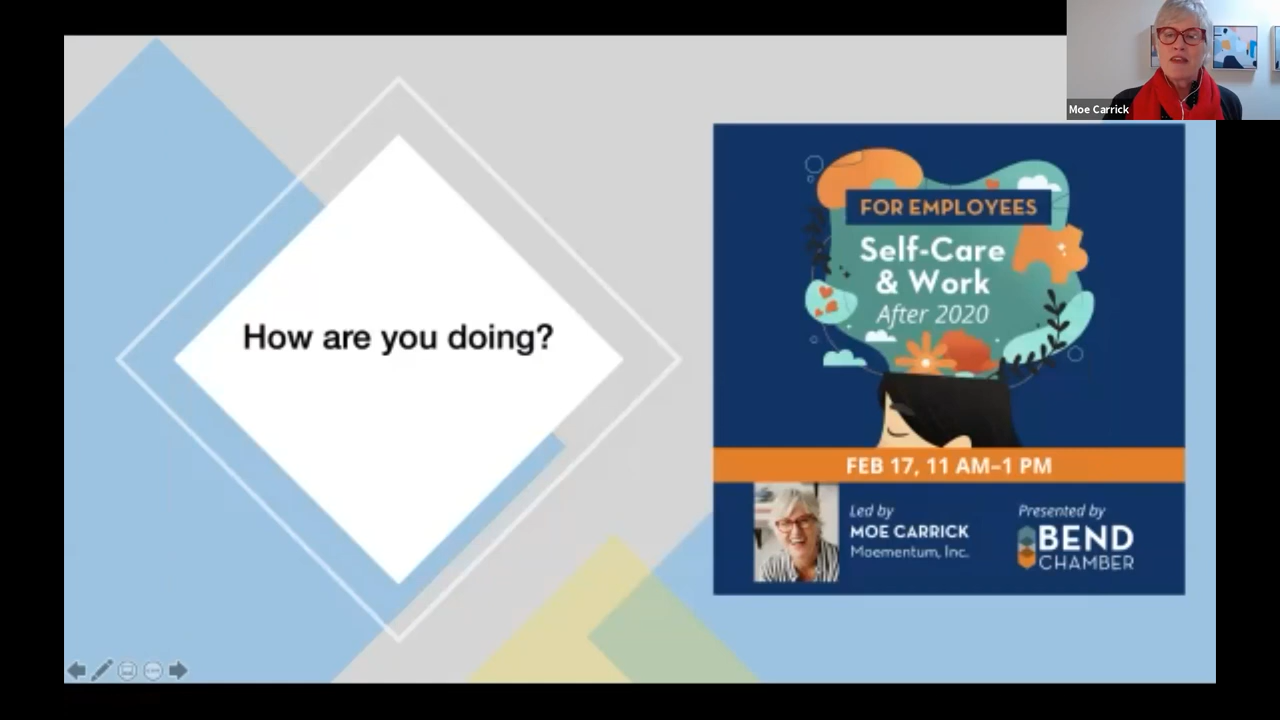 Moe Carrick
How are you doing?
FOR EMPLOYEES
Self-Care
& Work
After 2020
FEB 17, 11 AM–1 PM
Led by
MOE CARRICK
Moementum, Inc.
Presented by
BEND
CHAMBER